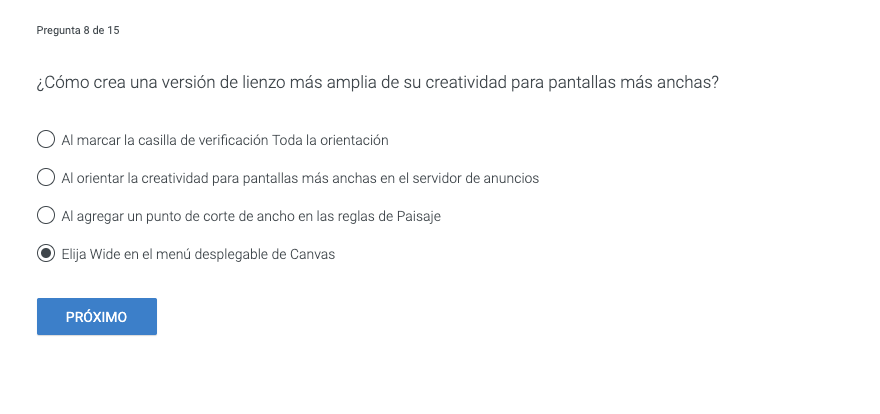 Pregunta 8 de 15
¿Cómo crea una versión de lienzo más amplia de su creatividad para pantallas más anchas?
Al marcar la casilla de verificación Toda la orientación
Al orientar la creatividad para pantallas más anchas en el servidor de anuncios
Al agregar un punto de corte de ancho en las reglas de Paisaje
Elija Wide en el menú desplegable de Canvas
PRÓXIMO